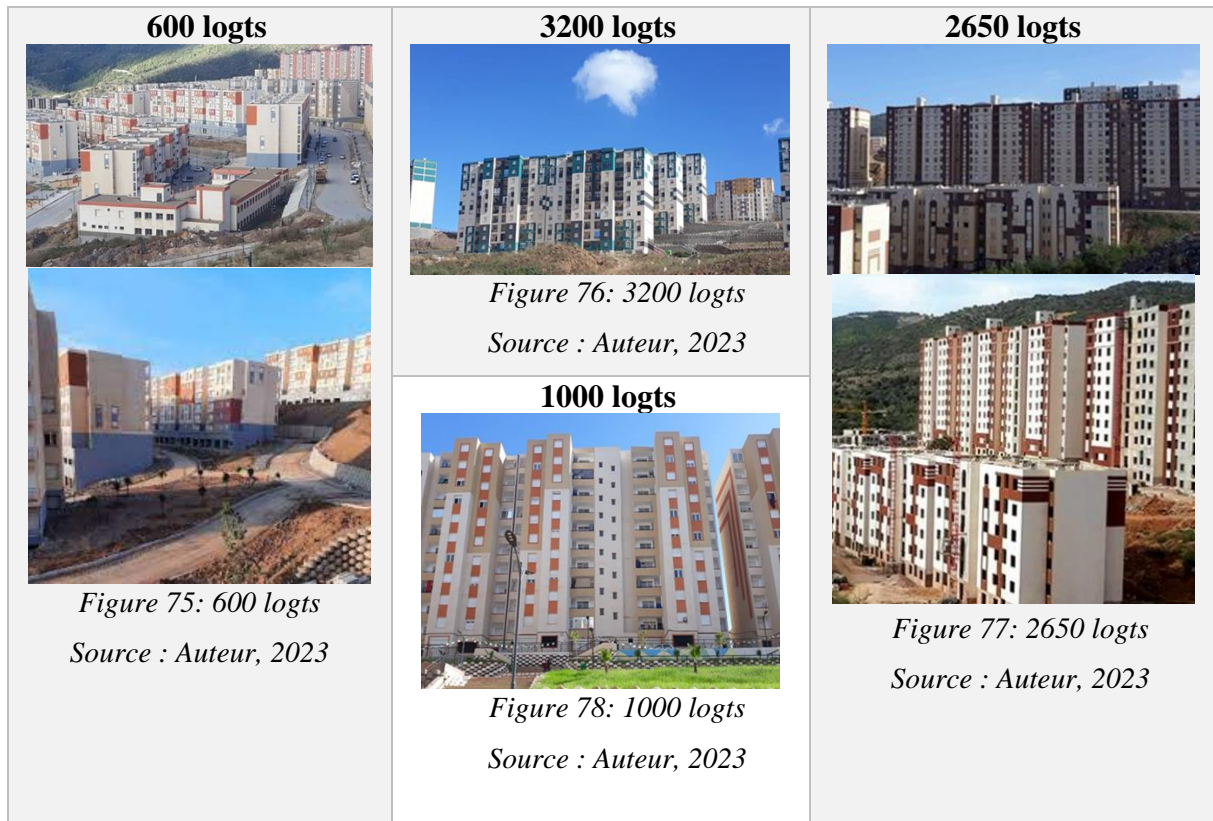 600 logts
Figure 75: 600 logts
Source : Auteur, 2023
3200 logts
Figure 76: 3200 logts
Source : Auteur, 2023
1000 logts
Figure 78: 1000 logts
Source : Auteur, 2023
2650 logts
Figure 77: 2650 logts
Source : Auteur, 2023